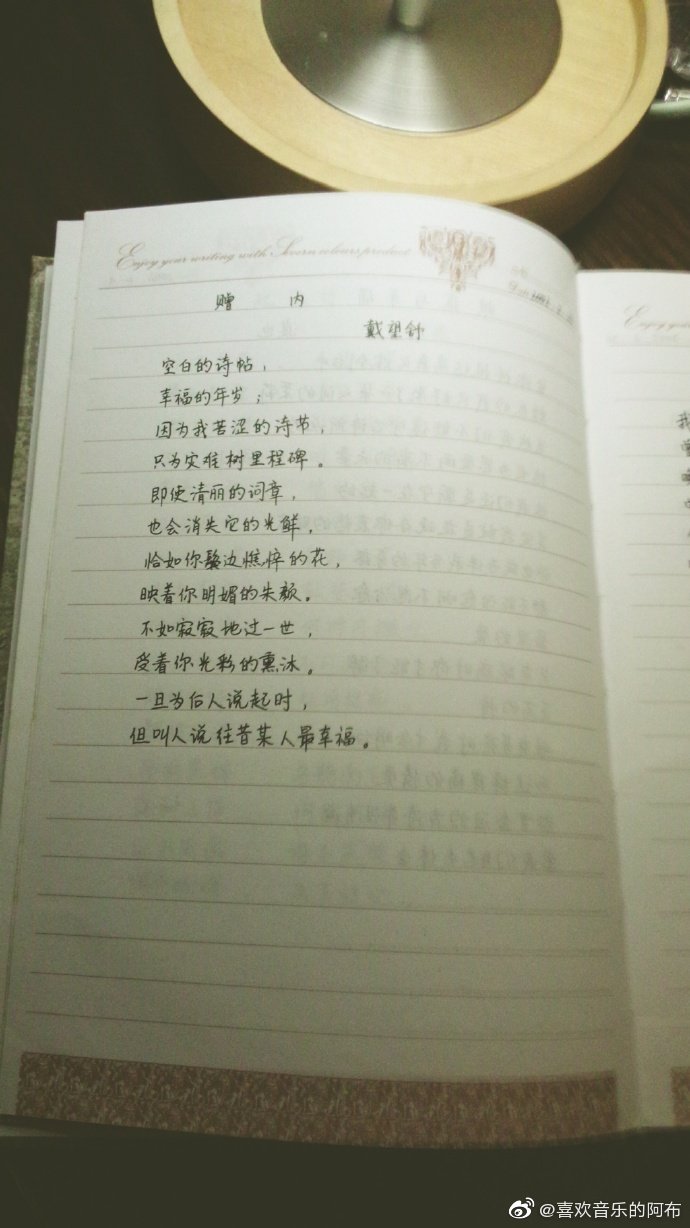 Enjoy your writing with Seven colours product
赠 内
戴望舒
空白的诗帖，
幸福的年岁；
因为我苦涩的诗节，
只为灾难树里程碑。
即使清丽的词章，
也会消失它的光鲜，
恰如你鬓边憔悴的花，
映着你明媚的朱颜。
不如寂寂地过一世，
受着你光彩的熏沐。
一旦为后人说起时，
但叫人说往昔某人最幸福。
@喜欢音乐的阿布